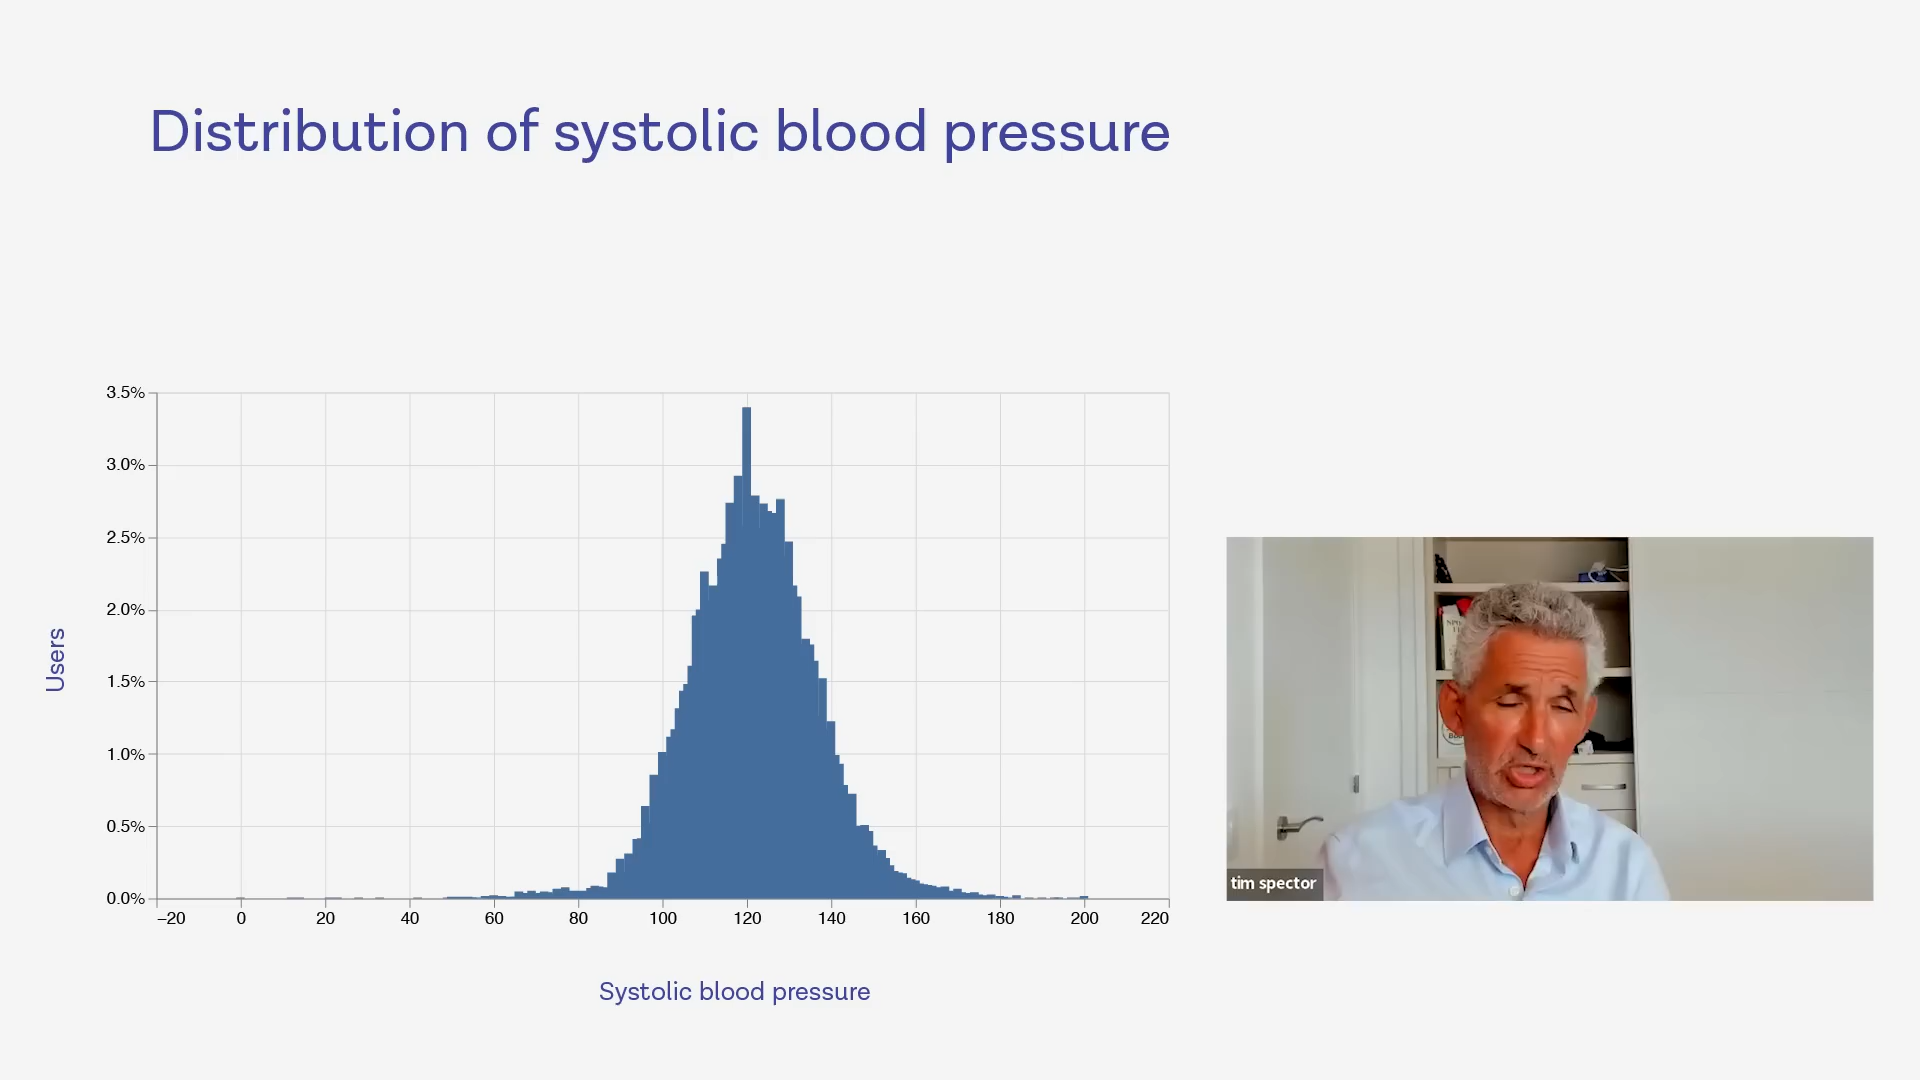 Distribution of systolic blood pressure
3.5%
3.0%
2.5%
2.0%
1.5%
1.0%
0.5%
0.0%
Users
−20 0 20 40 60 80 100 120 140 160 180 200 220
Systolic blood pressure
tim spector